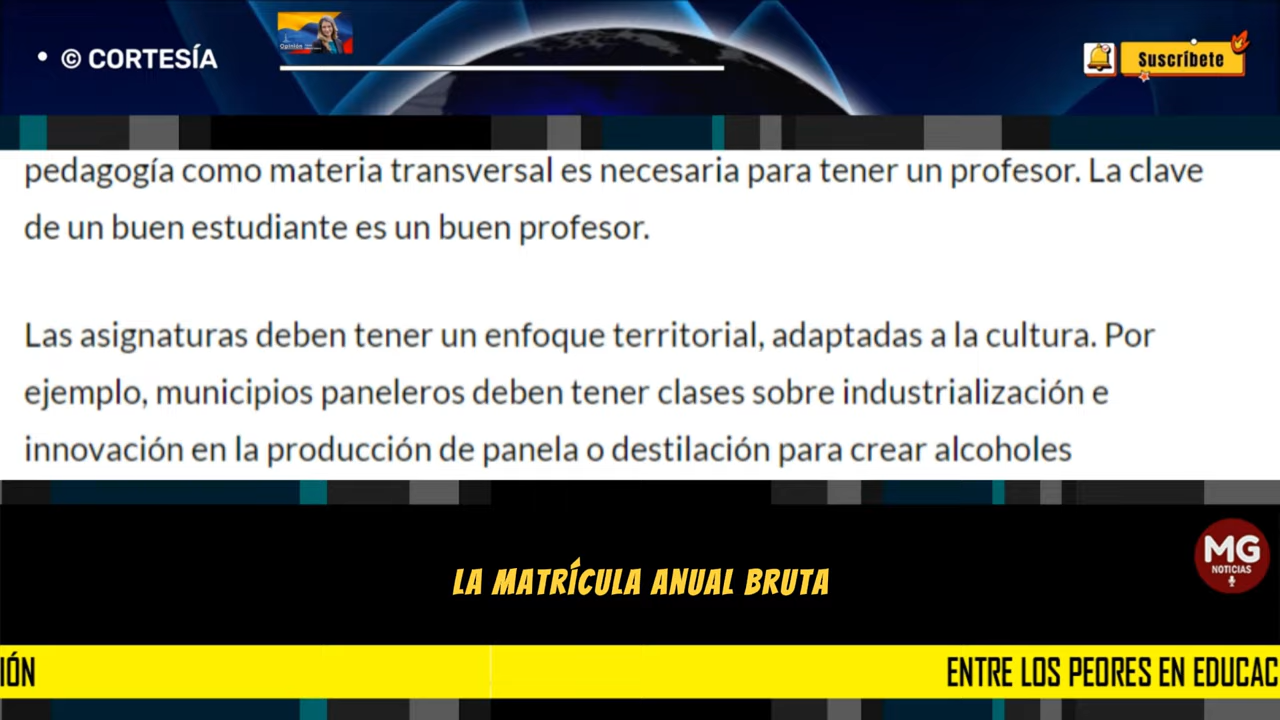 • © CORTESÍA
Opinión
Suscríbete
pedagogía como materia transversal es necesaria para tener un profesor. La clave
de un buen estudiante es un buen profesor.
Las asignaturas deben tener un enfoque territorial, adaptadas a la cultura. Por
ejemplo, municipios paneleros deben tener clases sobre industrialización e
innovación en la producción de panela o destilación para crear alcoholes
LA MATRÍCULA ANUAL BRUTA
MG
NOTICIAS
IÓN ENTRE LOS PEORES EN EDUCAC